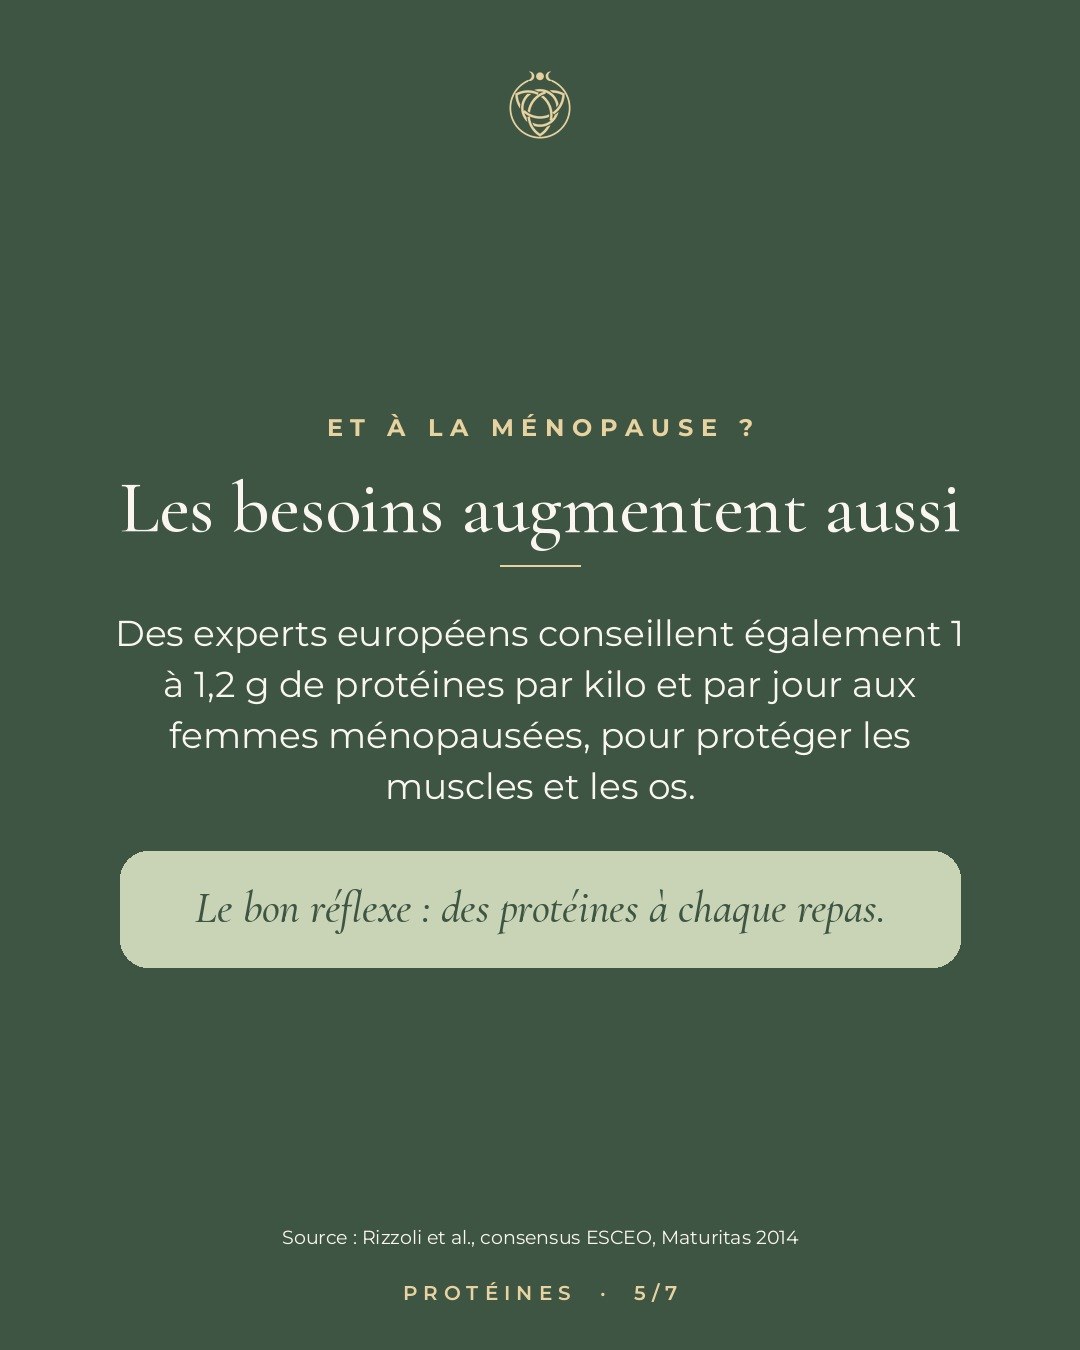 ET À LA MÉNOPAUSE ?
Les besoins augmentent aussi
Des experts européens conseillent également 1
à 1,2 g de protéines par kilo et par jour aux
femmes ménopausées, pour protéger les
muscles et les os.
Le bon réflexe : des protéines à chaque repas.
Source : Rizzoli et al., consensus ESCEO, Maturitas 2014
PROTÉINES · 5/7